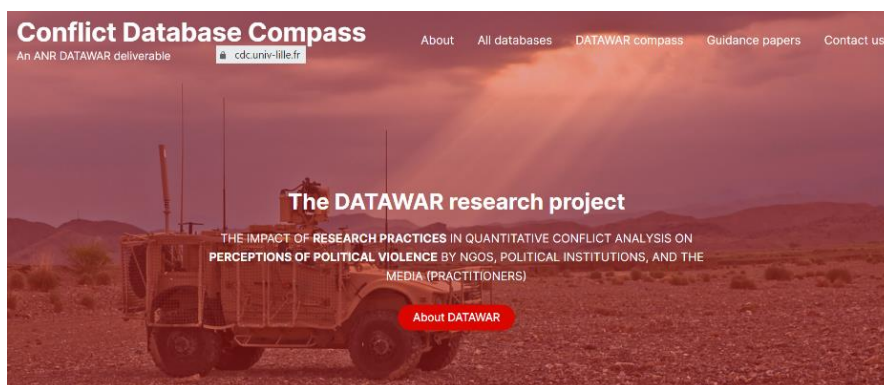 Conflict Database Compass
An ANR DATAWAR deliverable
cdc.univ-lille.fr
About All databases DATAWAR compass Guidance papers Contact us
The DATAWAR research project
THE IMPACT OF RESEARCH PRACTICES IN QUANTITATIVE CONFLICT ANALYSIS ON
PERCEPTIONS OF POLITICAL VIOLENCE BY NGOS, POLITICAL INSTITUTIONS, AND THE
MEDIA (PRACTITIONERS)
About DATAWAR